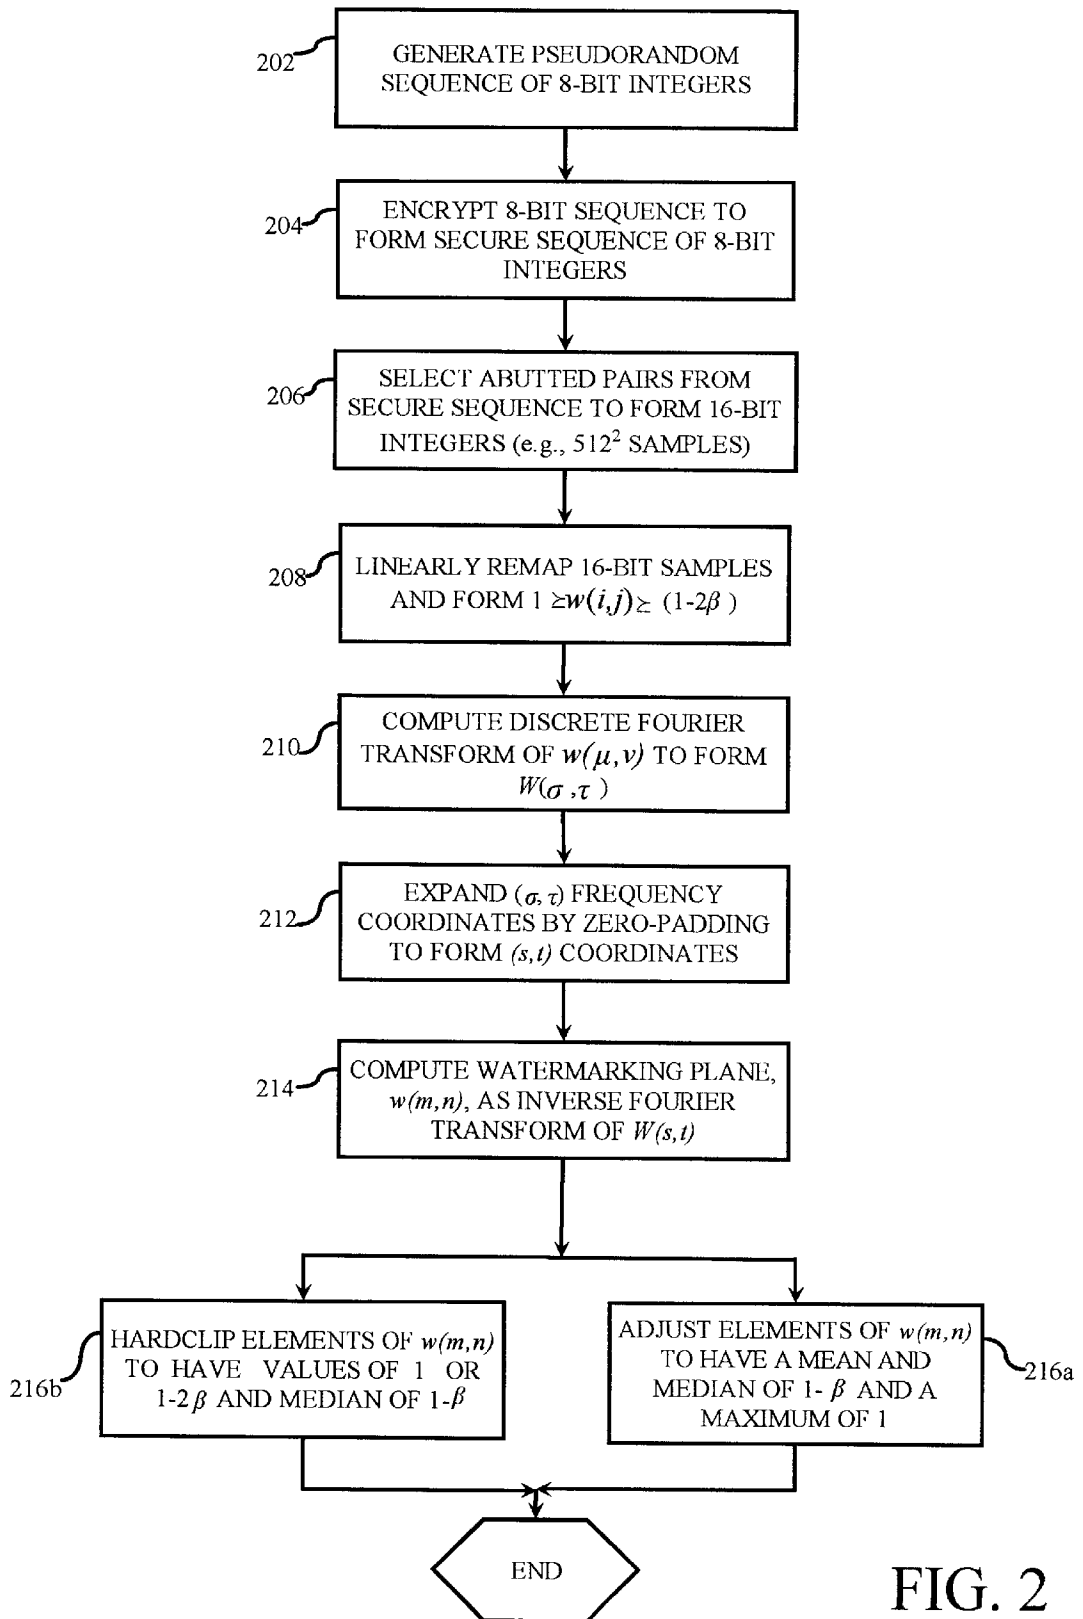 202
GENERATE PSEUDORANDOM
SEQUENCE OF 8-BIT INTEGERS
204
ENCRYPT 8-BIT SEQUENCE TO
FORM SECURE SEQUENCE OF 8-BIT
INTEGERS
206
SELECT ABUTTED PAIRS FROM
SECURE SEQUENCE TO FORM 16-BIT
INTEGERS (e.g., 512² SAMPLES)
208
LINEARLY REMAP 16-BIT SAMPLES
AND FORM 1 ≥w(i,j)≥ (1-2β )
210
COMPUTE DISCRETE FOURIER
TRANSFORM OF w(μ,ν) TO FORM
W(σ,τ )
212
EXPAND (σ,τ) FREQUENCY
COORDINATES BY ZERO-PADDING
TO FORM (s,t) COORDINATES
214
COMPUTE WATERMARKING PLANE,
w(m,n), AS INVERSE FOURIER
TRANSFORM OF W(s,t)
216b
HARDCLIP ELEMENTS OF w(m,n)
TO HAVE VALUES OF 1 OR
1-2β AND MEDIAN OF 1-β
216a
ADJUST ELEMENTS OF w(m,n)
TO HAVE A MEAN AND
MEDIAN OF 1- β AND A
MAXIMUM OF 1
END
FIG. 2